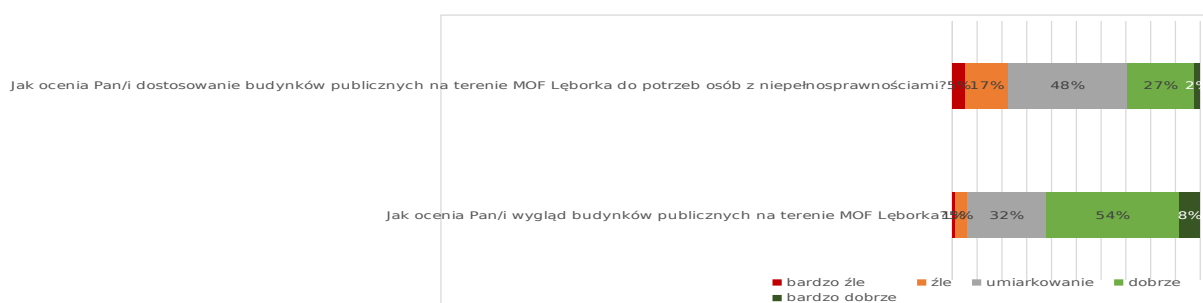 Jak ocenia Pan/i dostosowanie budynków publicznych na terenie MOF Lęborka do potrzeb osób z niepełnosprawnościami? 5% 17% 48% 27% 2%
Jak ocenia Pan/i wygląd budynków publicznych na terenie MOF Lęborka? 32% 54% 8%
bardzo źle źle umiarkowanie dobrze
bardzo dobrze